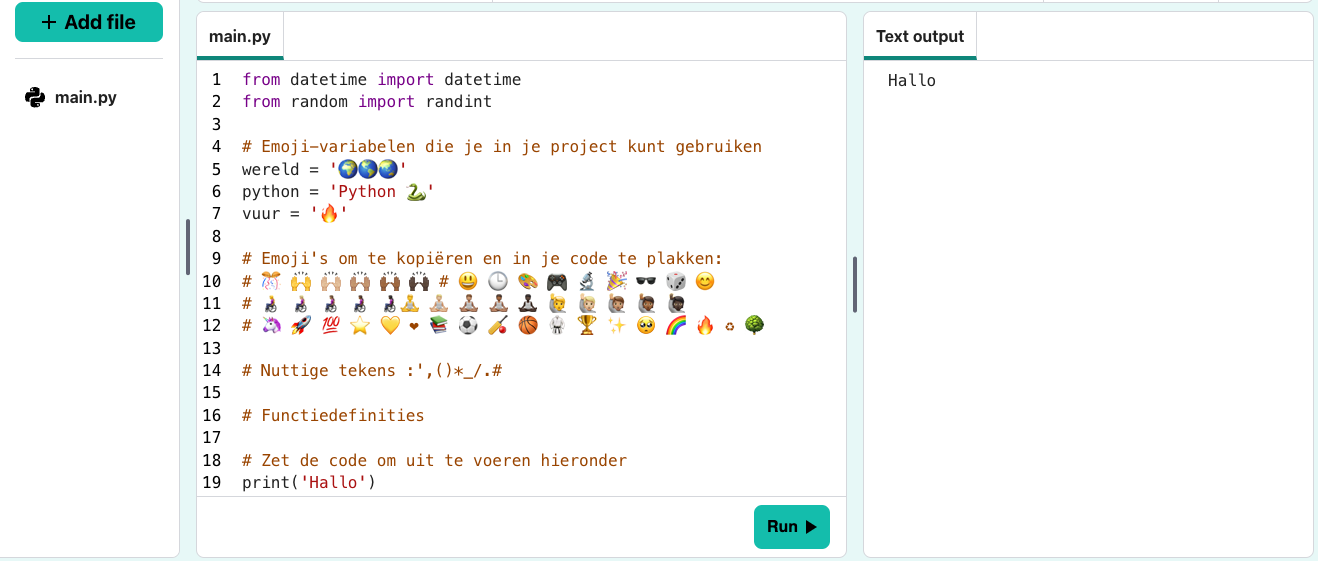 + Add file
main.py
main.py
1 from datetime import datetime
2 from random import randint
3
4 # Emoji-variabelen die je in je project kunt gebruiken
5 wereld = '🌍🌎🌏'
6 python = 'Python 🐍'
7 vuur = '🔥'
8
9 # Emoji's om te kopiëren en in je code te plakken:
10 # 🎊 🙌 🙌🏼 🙌🏽 🙌🏾 🙌🏿 # 😃 🕒 🎨 🎮 🔬 🎉 🕶️ 🎲 😊
11 # 👩🏼‍🦽 👩🏼‍🦽 👩🏽‍🦽 👩🏾‍🦽 👩🏿‍🦽🧘 🧘🏼 🧘🏽 🧘🏾 🧘🏿 🙋 🙋🏼 🙋🏽 🙋🏾 🙋🏿
12 # 🦄 🚀 💯 ⭐ 💛 ❤ 📚 ⚽ 🏏 🏀 🥋 🏆 ✨ 🥺 🌈 🔥 ♻ 🌳
13
14 # Nuttige tekens :',()*_/.#
15
16 # Functiedefinities
17
18 # Zet de code om uit te voeren hieronder
19 print('Hallo')
Run
Text output
Hallo